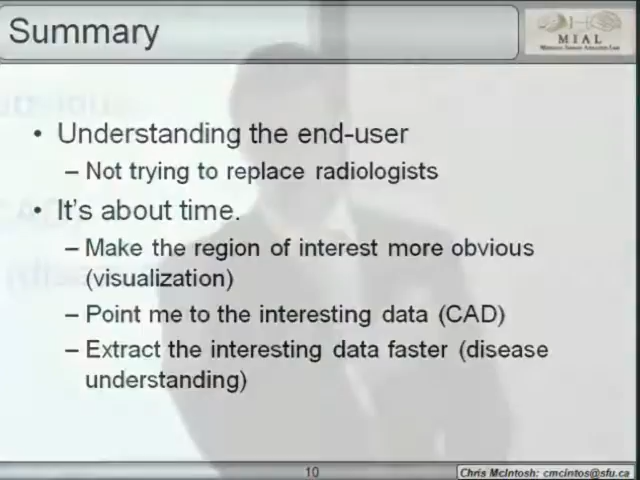 Summary
MIAL
• Understanding the end-user
– Not trying to replace radiologists
• It's about time.
– Make the region of interest more obvious
(visualization)
– Point me to the interesting data (CAD)
– Extract the interesting data faster (disease
understanding)
10
Chris McIntosh: cmcintos@sfu.ca